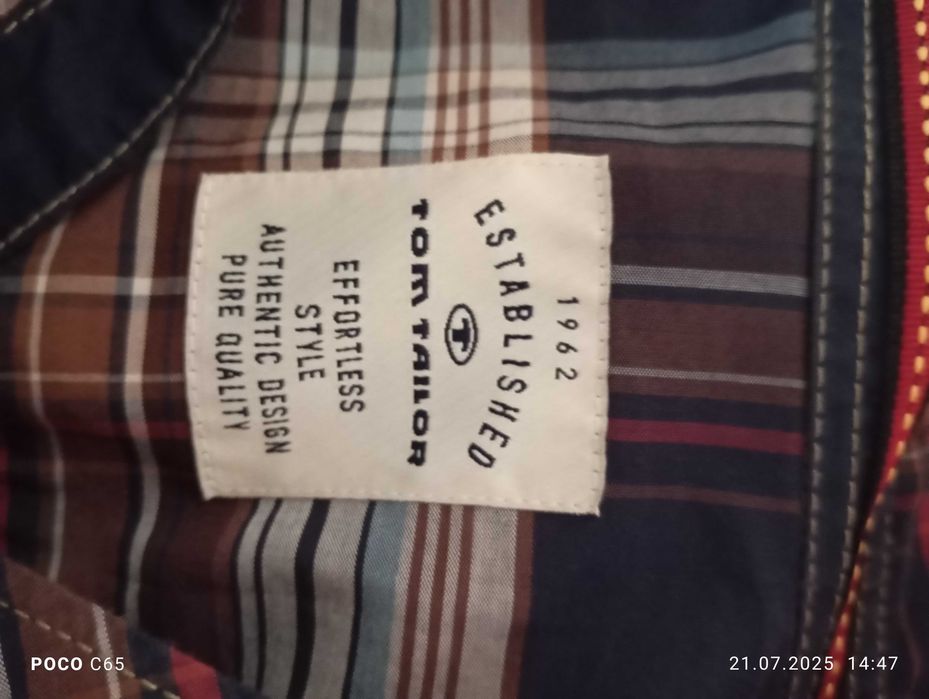 1962
ESTABLISHED
T
TOM TAILOR
EFFORTLESS
STYLE
AUTHENTIC DESIGN
PURE QUALITY
POCO C65
21.07.2025 14:47